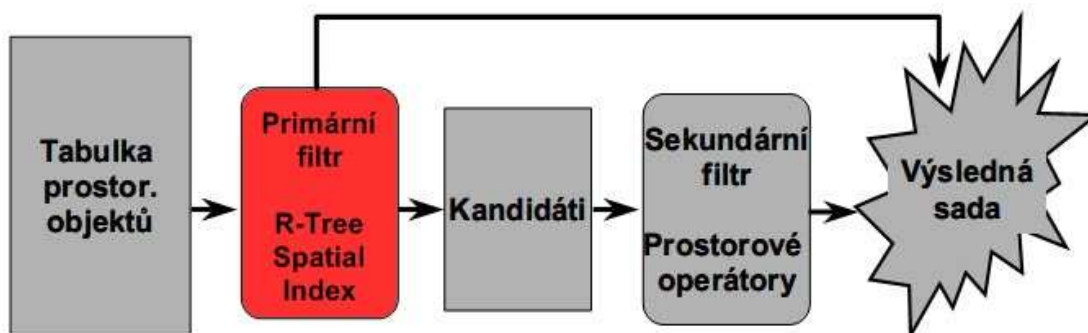 Tabulka
prostor.
objektů
Primární
filtr
R-Tree
Spatial
Index
Kandidáti
Sekundární
filtr
Prostorové
operátory
Výsledná
sada